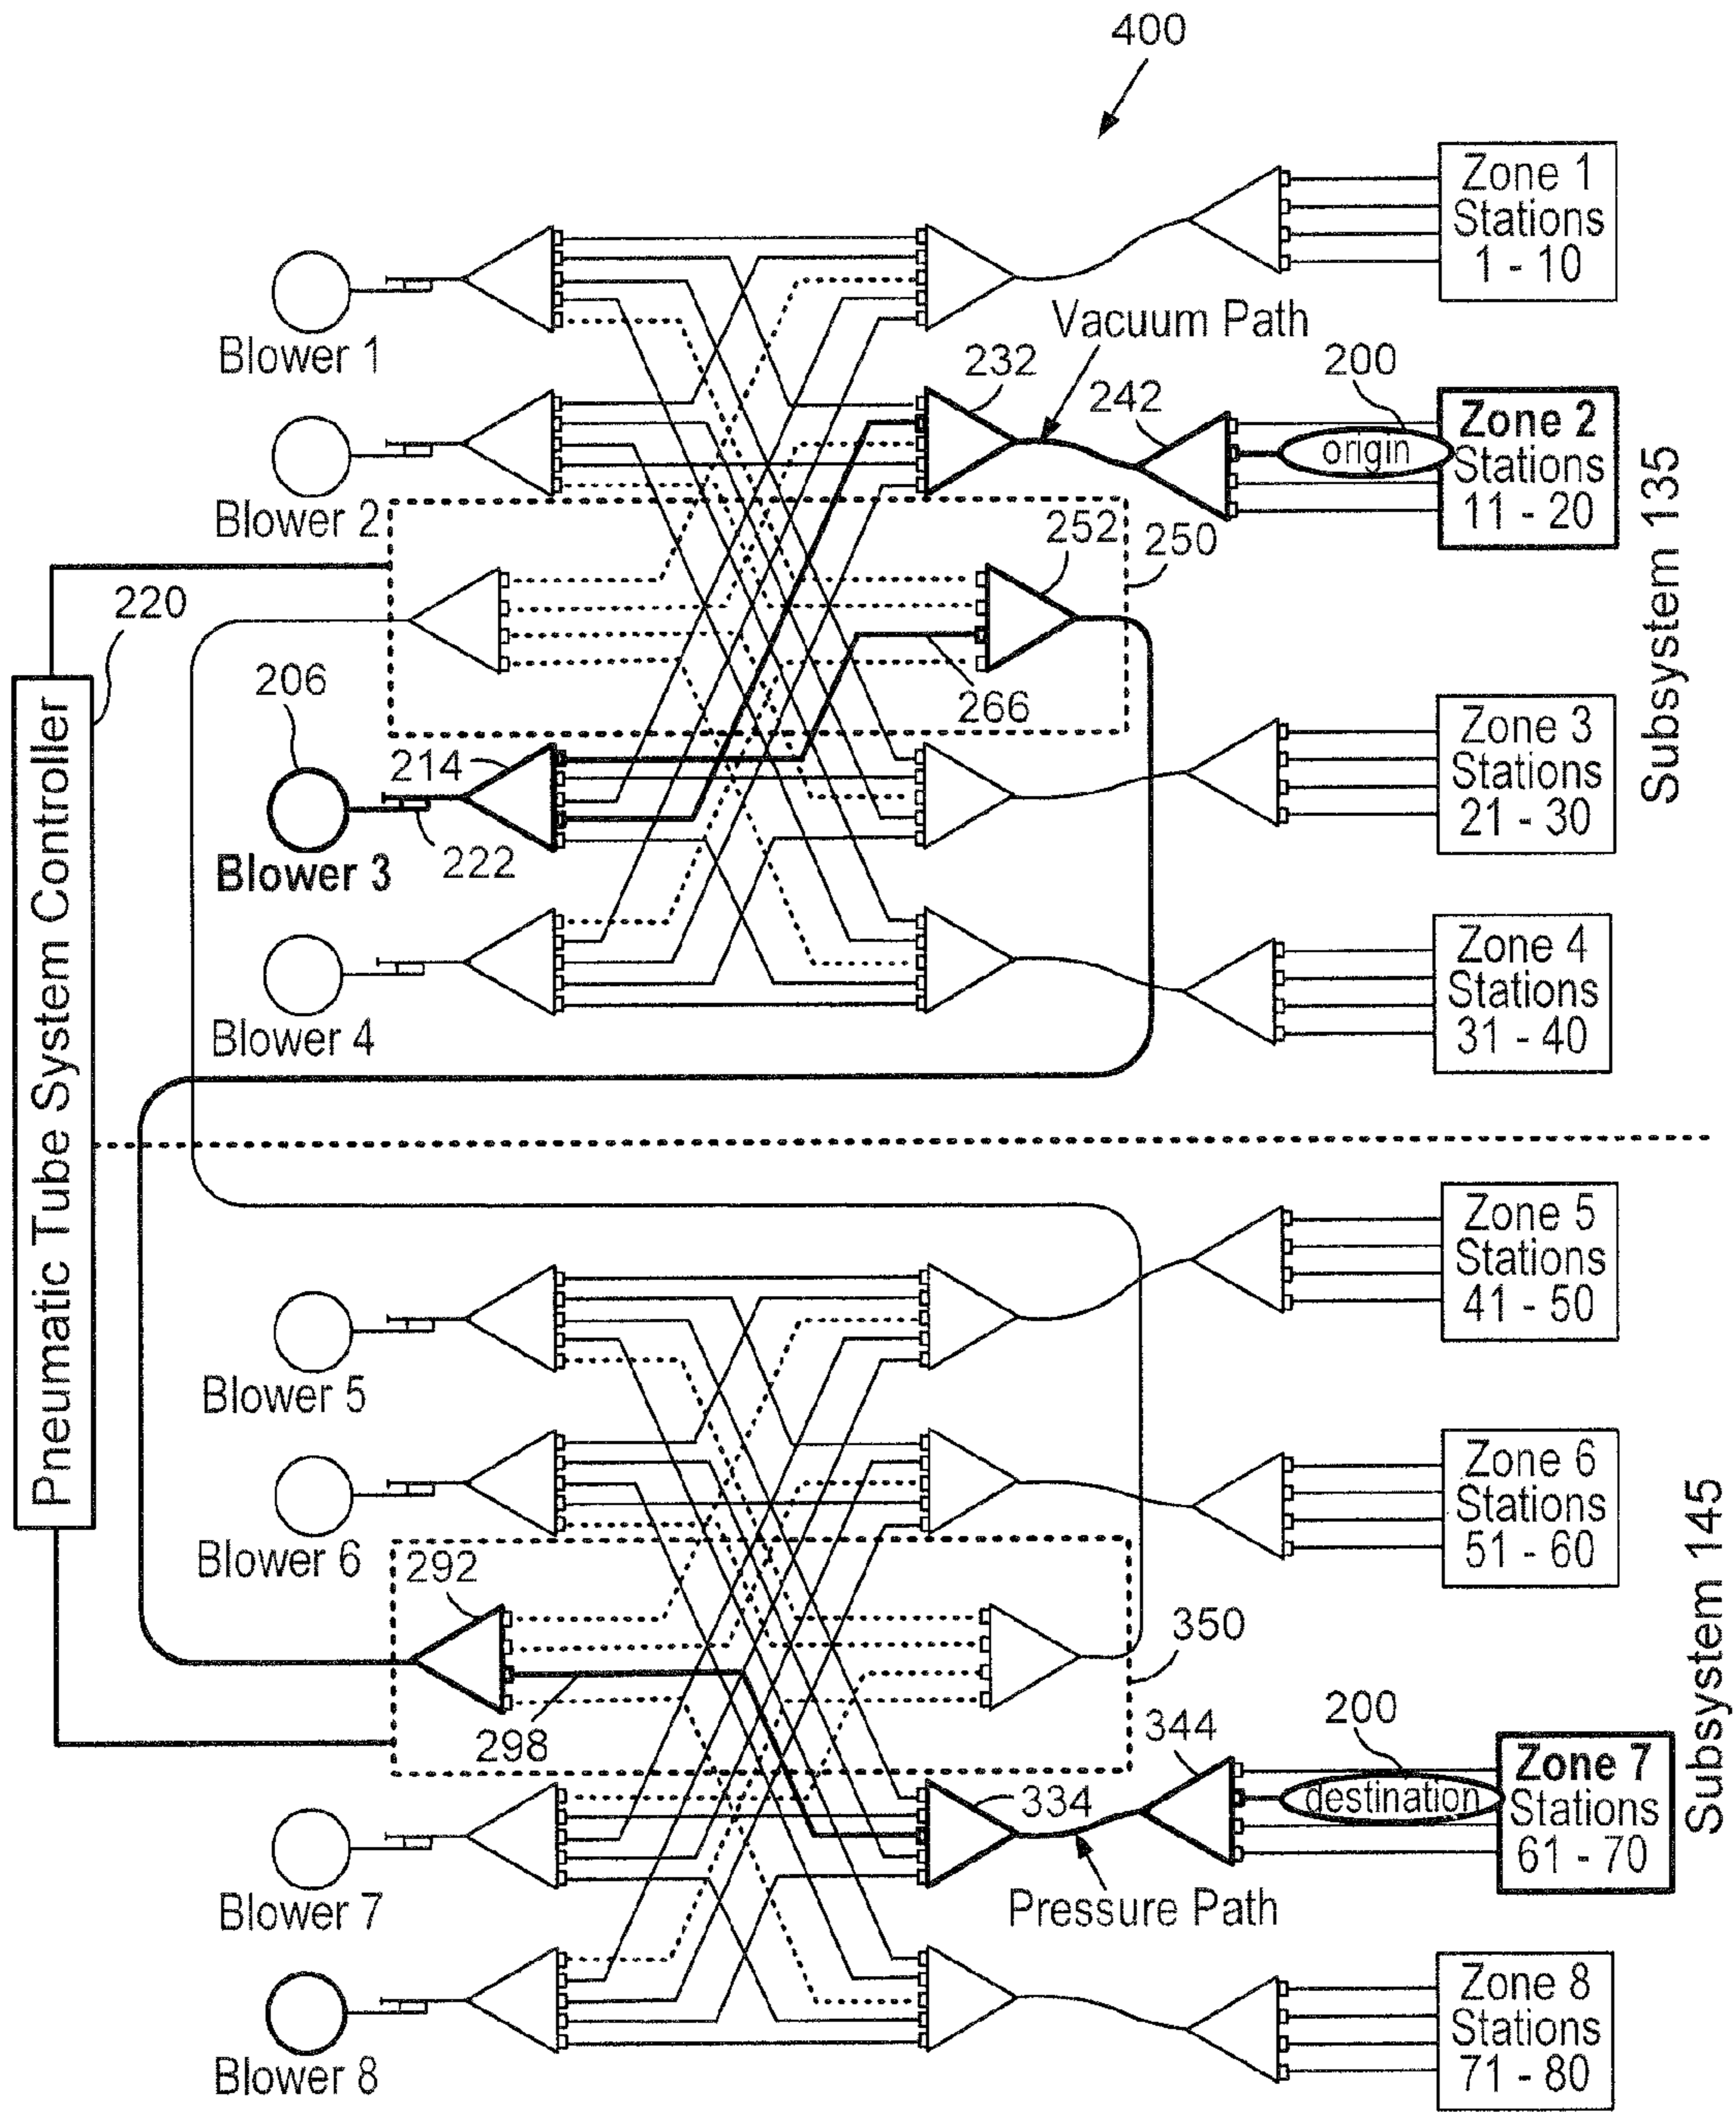 400
Zone 1
Stations
1 - 10
Blower 1
Vacuum Path
232
242
200
origin
Zone 2
Stations
11 - 20
Blower 2
252
250
Subsystem 135
220
206
266
214
Blower 3
222
Zone 3
Stations
21 - 30
Zone 4
Stations
31 - 40
Blower 4
Pneumatic Tube System Controller
Zone 5
Stations
41 - 50
Blower 5
Zone 6
Stations
51 - 60
Blower 6
292
350
Subsystem 145
298
344
200
destination
Zone 7
Stations
61 - 70
334
Blower 7
Pressure Path
Zone 8
Stations
71 - 80
Blower 8